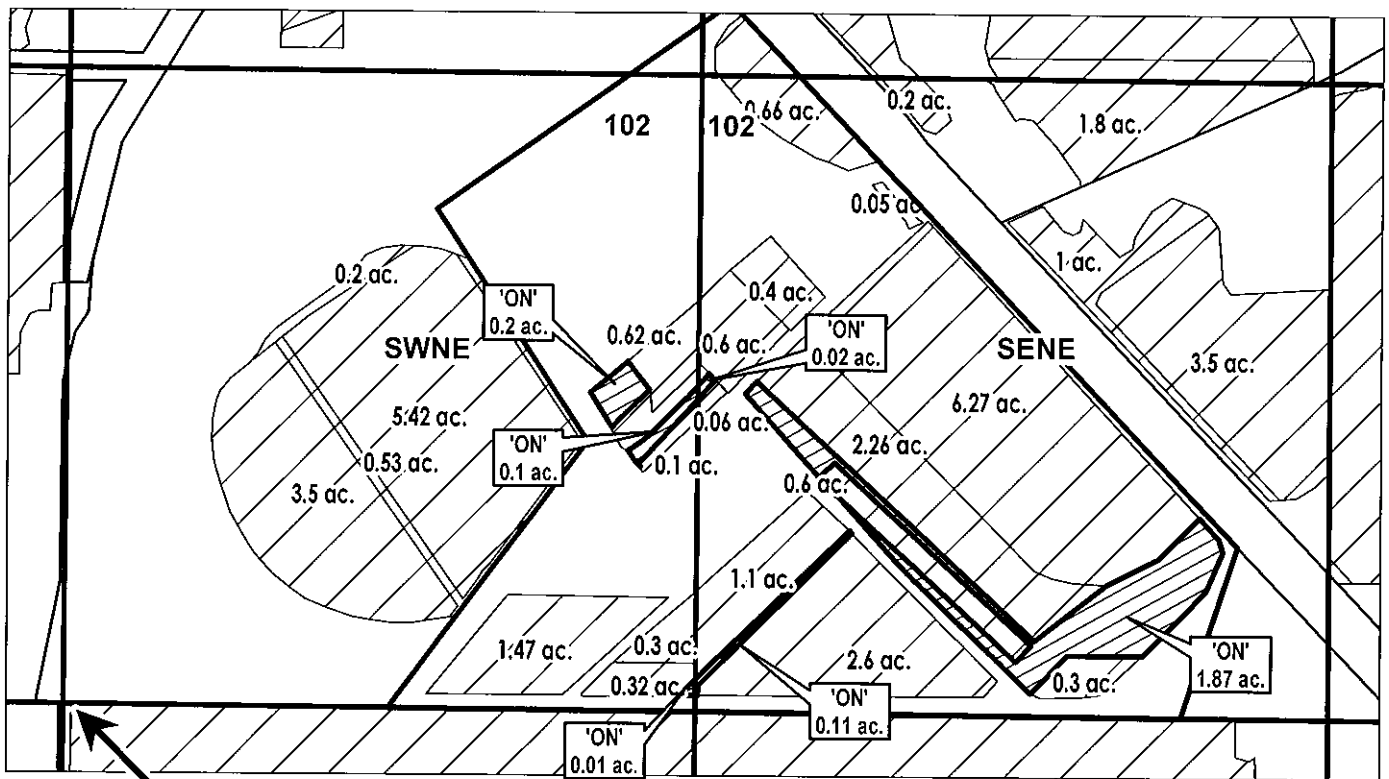 0.2 ac.
102
102
0.66 ac.
1.8 ac.
0.05 ac
0.2 ac.
1 ac.
'ON'
0.2 ac.
0.4 ac.
0.62 ac.
0.6 ac.
'ON'
0.02 ac.
SWNE
SENE
3.5 ac.
5.42 ac.
6.27 ac.
0.06 ac.
'ON'
0.1 ac.
2.26 ac.
0.53 ac.
0.1 ac.
3.5 ac.
0.6 ac.
1.1 ac.
1.47 ac.
0.3 ac.
2.6 ac.
'ON'
1.87 ac.
0.32 ac.
0.3 ac.
'ON'
0.11 ac.
'ON'
0.01 ac.